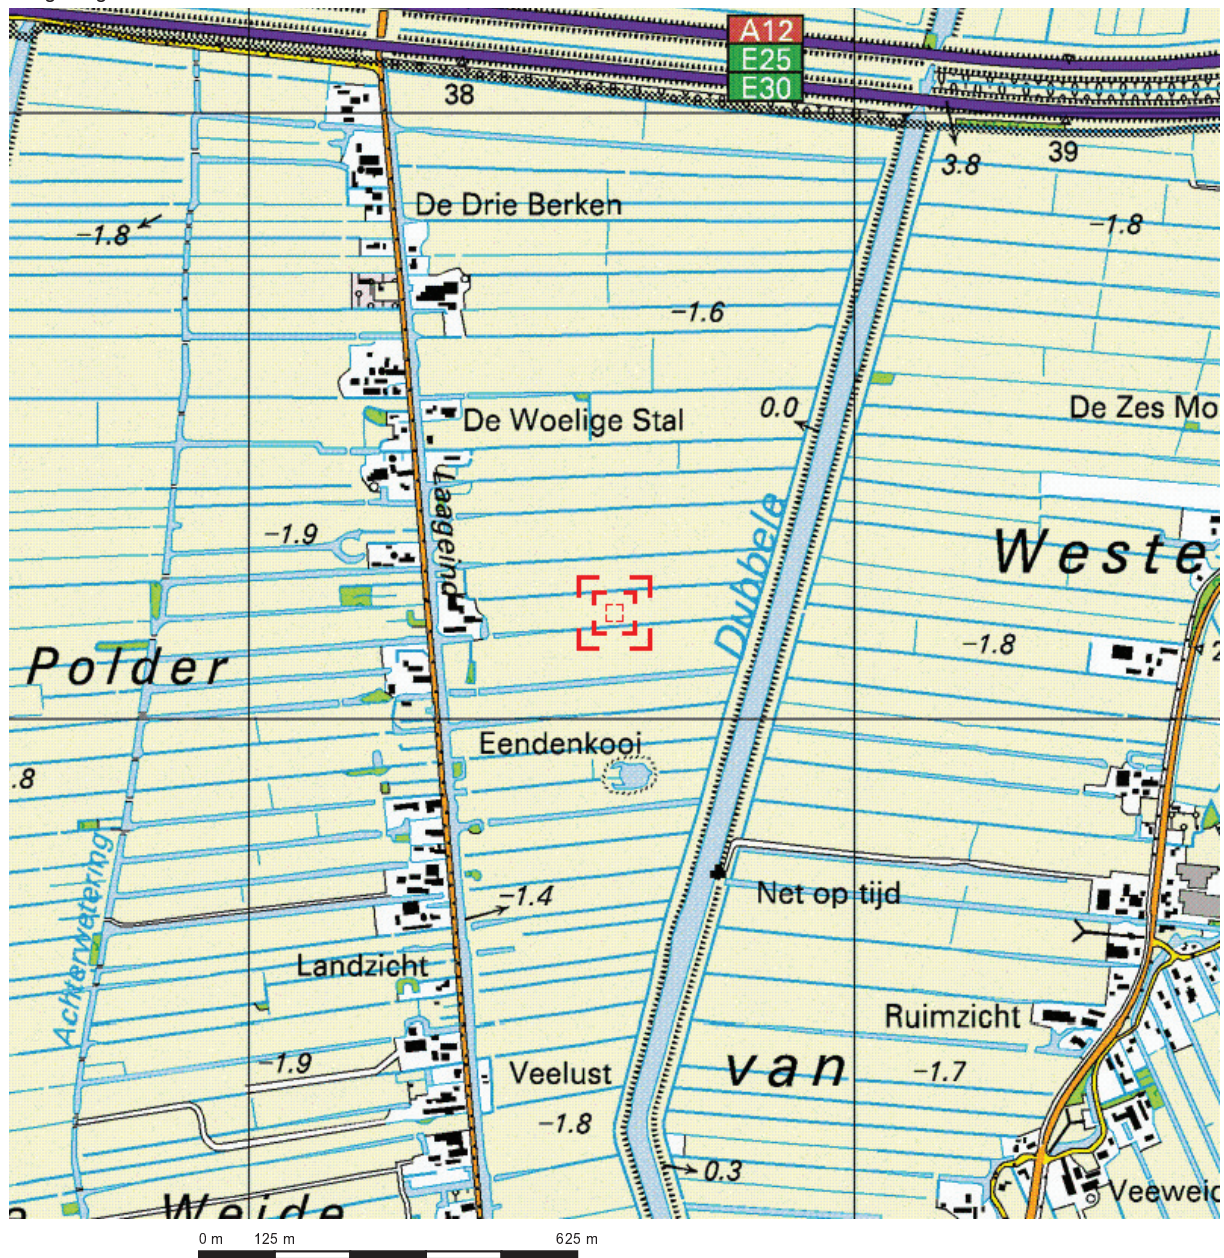 A12
E25
E30
38
39
3.8
De Drie Berken
−1.8
−1.8
−1.6
0.0
De Zes Mo
De Woelige Stal
Laageind
−1.9
Dubbele
Weste
−1.8
2
Polder
Eendenkooi
.8
Achterwetering
Net op tijd
−1.4
Landzicht
Ruimzicht
−1.9
Veelust
van
−1.7
−1.8
0.3
Veeweid
Weide
0 m
125 m
625 m